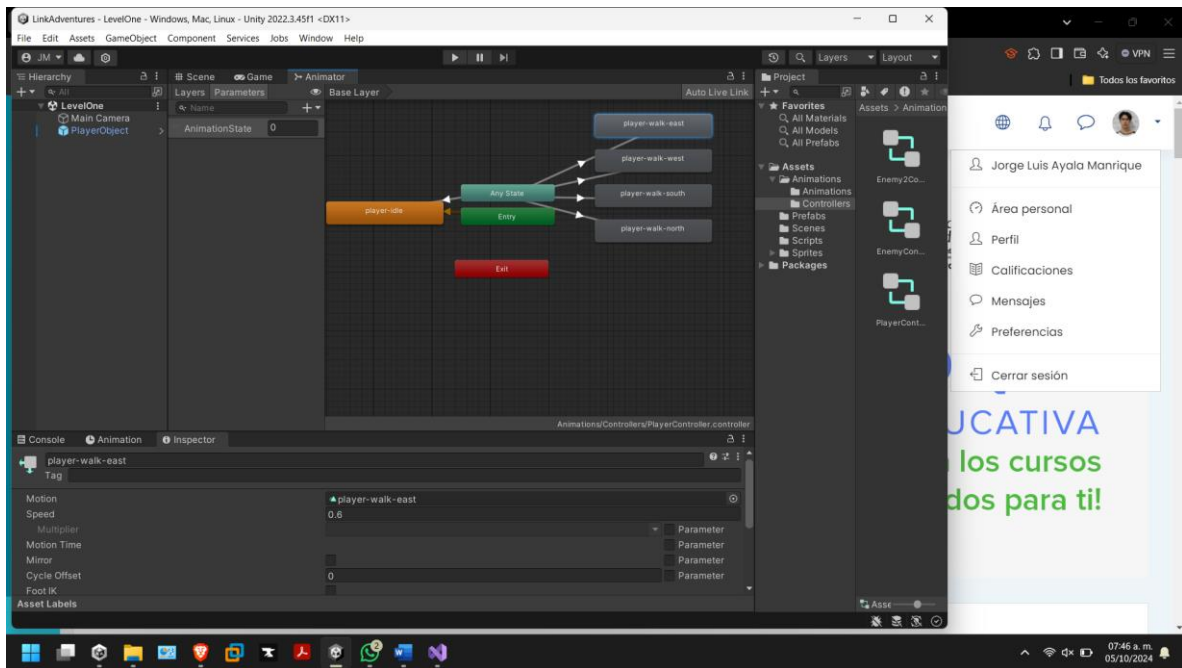 LinkAdventures - LevelOne - Windows, Mac, Linux - Unity 2022.3.45f1 <DX11>
File Edit Assets GameObject Component Services Jobs Window Help
JM
Layers Layout
Hierarchy
All
LevelOne
Main Camera
PlayerObject
Scene Game Animator
Layers Parameters Base Layer Auto Live Link
Name
AnimationState 0
player-walk-east
player-walk-west
Any State
player-walk-south
player-idle
Entry
player-walk-north
Exit
Animations/Controllers/PlayerController.controller
Project
Favorites
All Materials
All Models
All Prefabs
Assets
Animations
Animations
Controllers
Prefabs
Scenes
Scripts
Sprites
Packages
Assets > Animation
Enemy2Co...
EnemyCon...
PlayerCont...
Console Animation Inspector
player-walk-east
Tag
Motion player-walk-east
Speed 0.6
Multiplier Parameter
Motion Time Parameter
Mirror Parameter
Cycle Offset 0 Parameter
Foot IK
Asset Labels
Asse
VPN
Todos los favoritos
Jorge Luis Ayala Manrique
Área personal
Perfil
Calificaciones
Mensajes
Preferencias
Cerrar sesión
UCATIVA
los cursos
dos para ti!
2
07:46 a. m.
05/10/2024